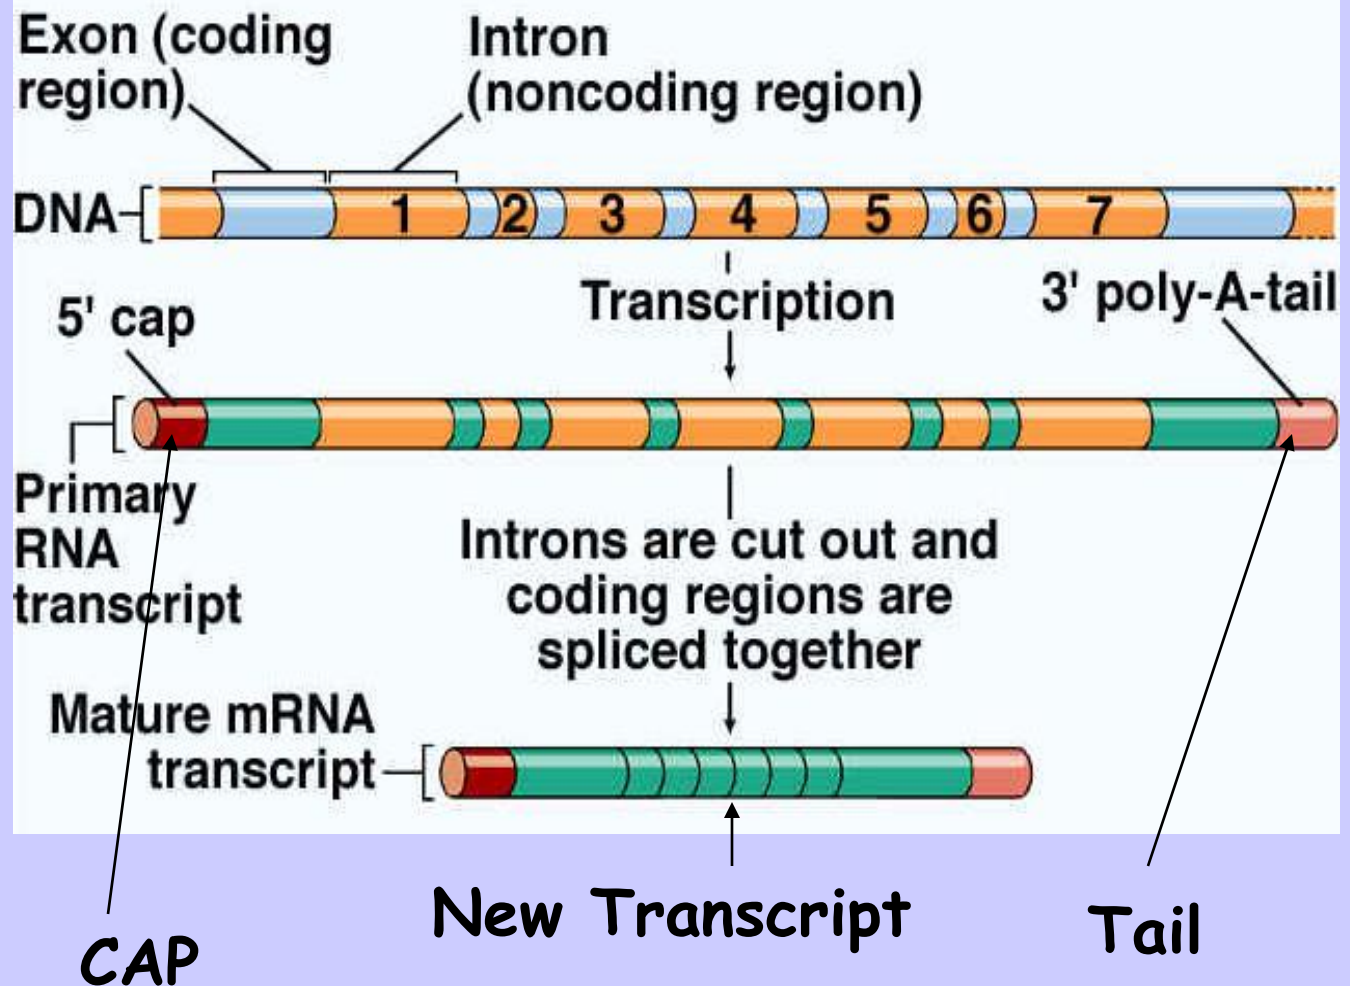 Exon (coding
region)
Intron
(noncoding region)
DNA
1 2 3 4 5 6 7
Transcription
3' poly-A-tail
5' cap
Primary
RNA
transcript
Introns are cut out and
coding regions are
spliced together
Mature mRNA
transcript
New Transcript
Tail
CAP